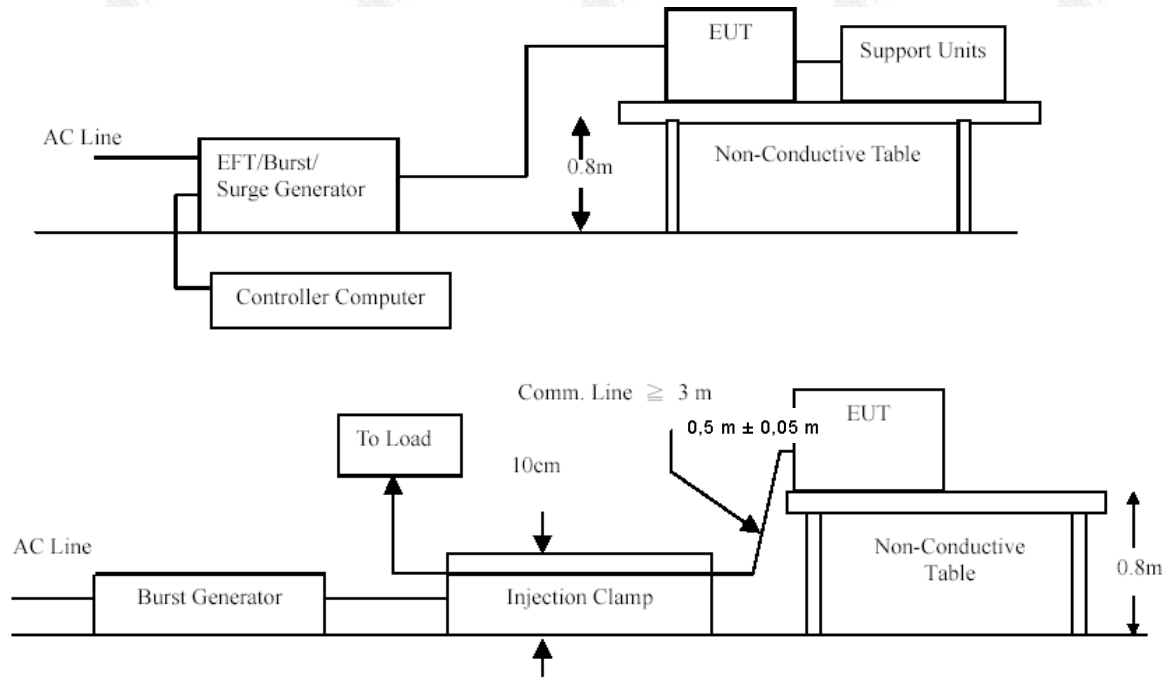 EUT
Support Units
AC Line
EFT/Burst/
Surge Generator
0.8m
Non-Conductive Table
Controller Computer
Comm. Line ≧ 3 m
0,5 m ± 0,05 m
EUT
To Load
10cm
AC Line
Burst Generator
Injection Clamp
Non-Conductive
Table
0.8m